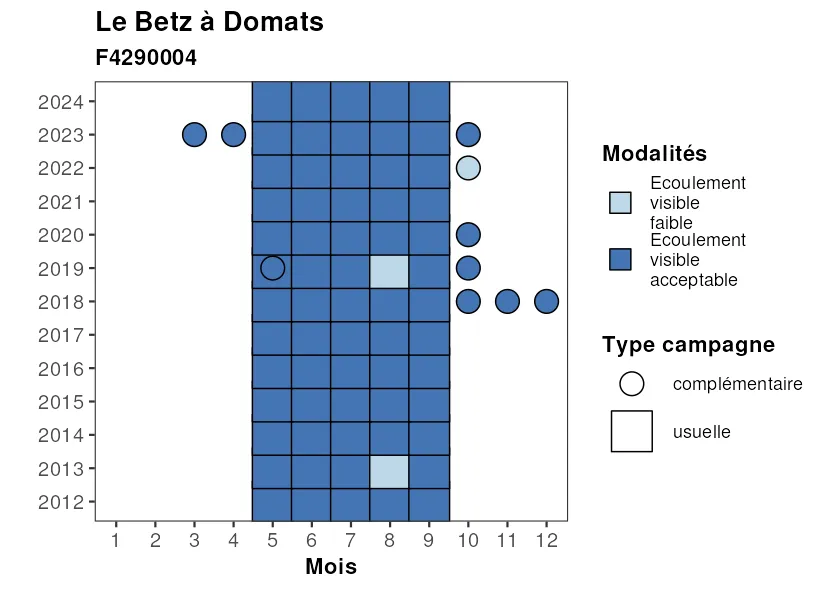 Le Betz à Domats
F4290004
2024
2023
2022
2021
2020
2019
2018
2017
2016
2015
2014
2013
2012
1 2 3 4 5 6 7 8 9 10 11 12
Mois
Modalités
Ecoulement
visible
faible
Ecoulement
visible
acceptable
Type campagne
complémentaire
usuelle